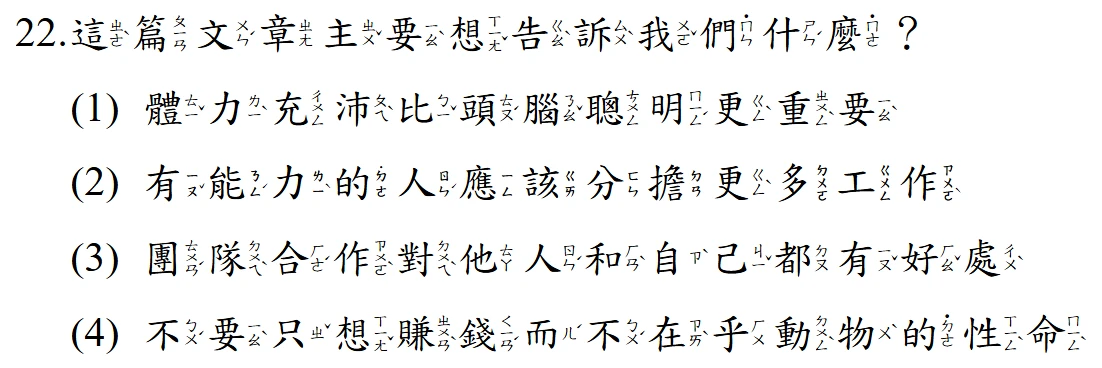 22.這篇文章主要想告訴我們什麼？
(1) 體力充沛比頭腦聰明更重要
(2) 有能力的人應該分擔更多工作
(3) 團隊合作對他人和自己都有好處
(4) 不要只想賺錢而不在乎動物的性命